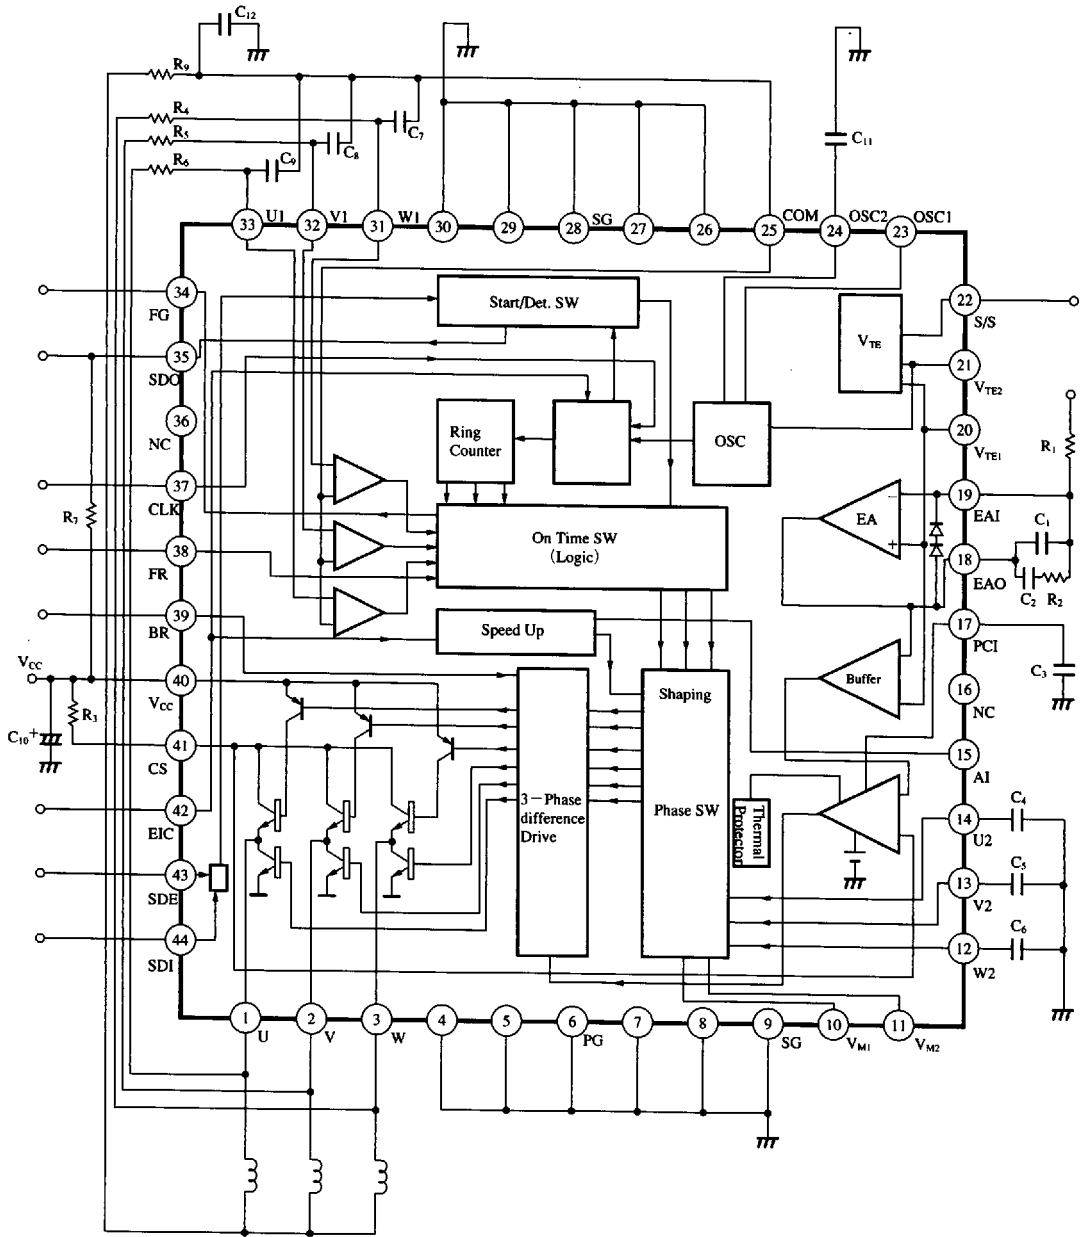 C12
R9
R4
R5
R6
C7
C8
C9
C11
33
U1
32
V1
31
W1
30
29
28
SG
27
26
25
COM
24
OSC2
23
OSC1
34
FG
35
SDO
36
NC
37
CLK
38
FR
39
BR
40
VCC
41
CS
42
EIC
43
SDE
44
SDI
VCC
R7
R3
C10
+
Start/Det. SW
Ring
Counter
OSC
VTE
On Time SW
(Logic)
Speed Up
EA
−
+
Buffer
Shaping
Phase SW
3−Phase
difference
Drive
Thermal
Protector
22
S/S
21
VTE2
20
VTE1
19
EAI
18
EAO
17
PCI
16
NC
15
AI
14
U2
13
V2
12
W2
R1
C1
C2
R2
C3
C4
C5
C6
1
U
2
V
3
W
4
5
6
PG
7
8
9
SG
10
VM1
11
VM2